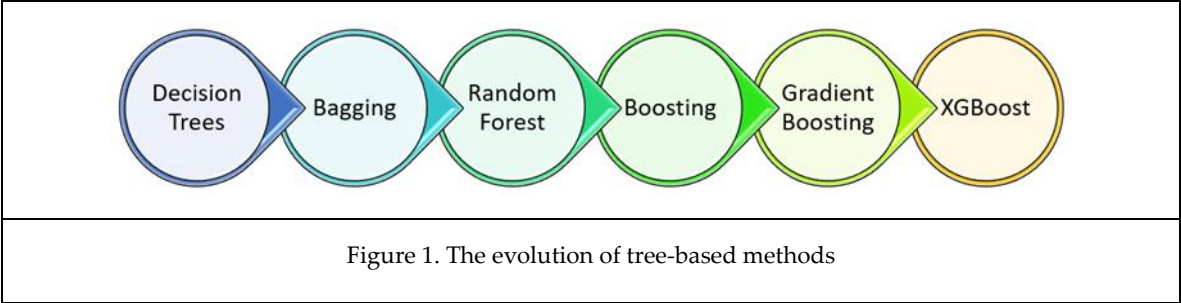 Decision
Trees
Bagging
Random
Forest
Boosting
Gradient
Boosting
XGBoost
Figure 1. The evolution of tree-based methods